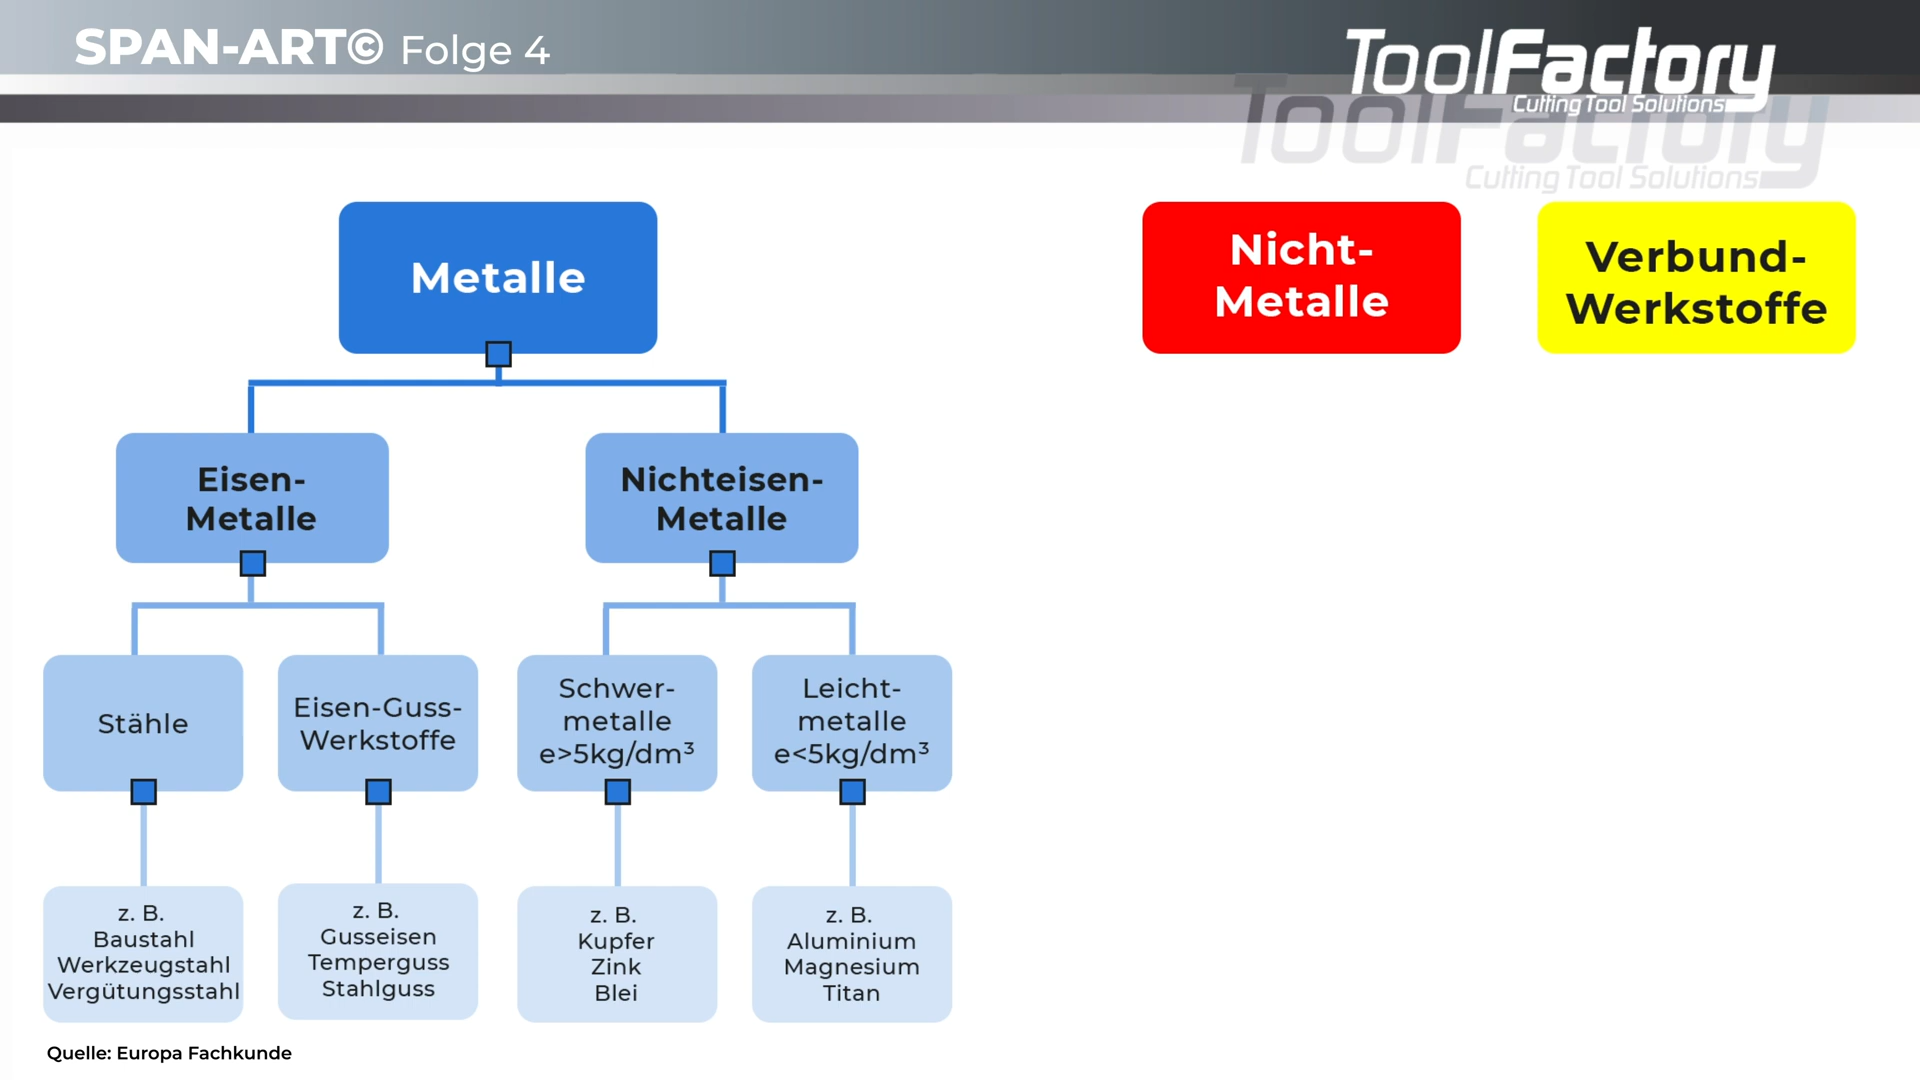 SPAN-ART© Folge 4
ToolFactory
Cutting Tool Solutions
ToolFactory
Cutting Tool Solutions
Metalle
Nicht-
Metalle
Verbund-
Werkstoffe
Eisen-
Metalle
Nichteisen-
Metalle
Stähle
Eisen-Guss-
Werkstoffe
Schwer-
metalle
e>5kg/dm³
Leicht-
metalle
e<5kg/dm³
z. B.
Baustahl
Werkzeugstahl
Vergütungsstahl
z. B.
Gusseisen
Temperguss
Stahlguss
z. B.
Kupfer
Zink
Blei
z. B.
Aluminium
Magnesium
Titan
Quelle: Europa Fachkunde